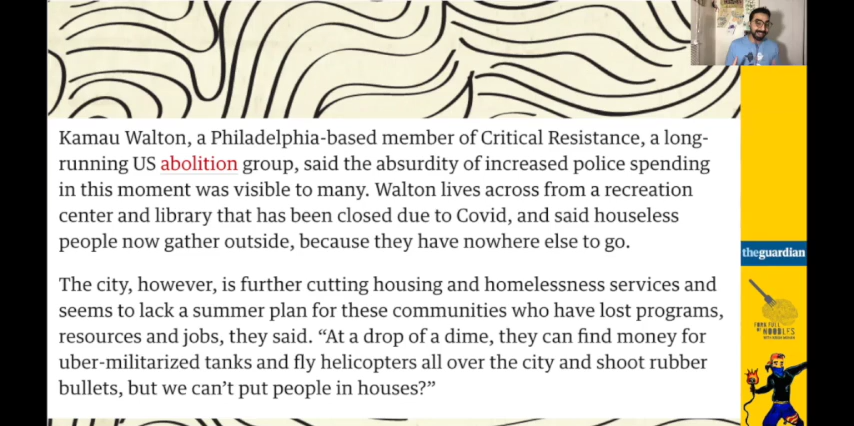 Kamau Walton, a Philadelphia-based member of Critical Resistance, a long-
running US abolition group, said the absurdity of increased police spending
in this moment was visible to many. Walton lives across from a recreation
center and library that has been closed due to Covid, and said houseless
people now gather outside, because they have nowhere else to go.
The city, however, is further cutting housing and homelessness services and
seems to lack a summer plan for these communities who have lost programs,
resources and jobs, they said. “At a drop of a dime, they can find money for
uber-militarized tanks and fly helicopters all over the city and shoot rubber
bullets, but we can’t put people in houses?”
theguardian
FORK FULL
OF NOODLES